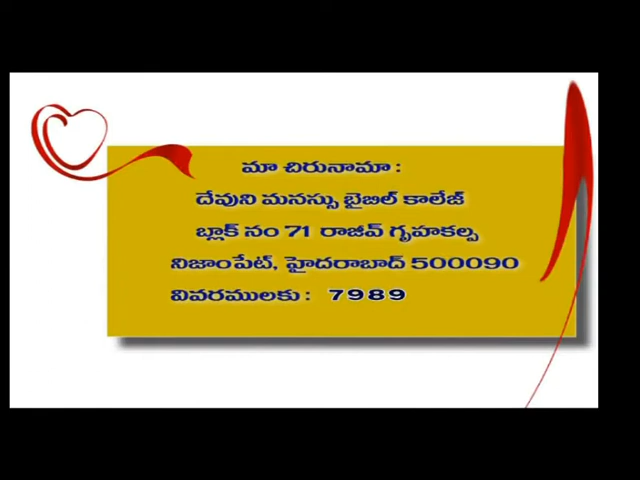 మా చిరునామా :
దేవుని మనస్సు బైబిల్ కాలేజ్
బ్లాక్ నం 71 రాజీవ్ గృహకల్ప
నిజాంపేట్, హైదరాబాద్ 500090
వివరములకు : 7989